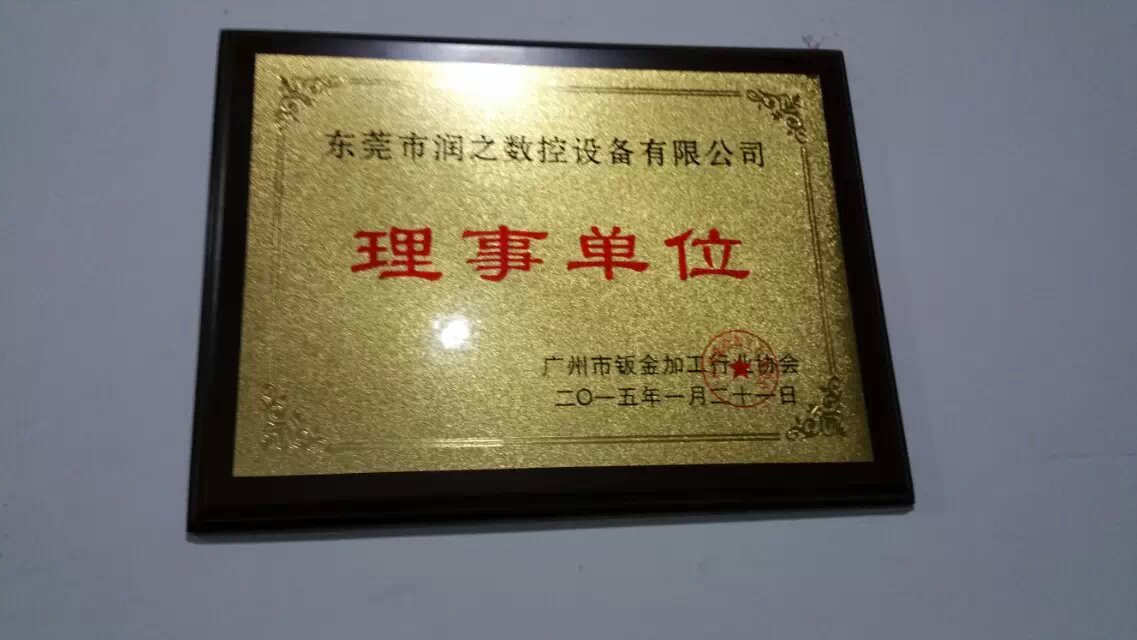 东莞市润之数控设备有限公司
理事单位
广州市钣金加工行业协会
二〇一五年一月二十一日